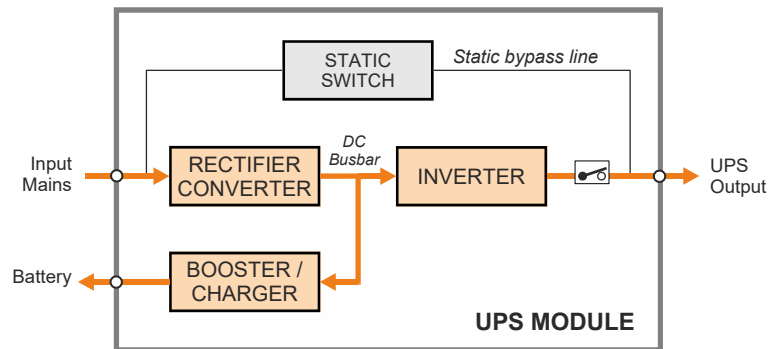 STATIC
SWITCH
Static bypass line
Input
Mains
RECTIFIER
CONVERTER
DC
Busbar
INVERTER
UPS
Output
Battery
BOOSTER /
CHARGER
UPS MODULE